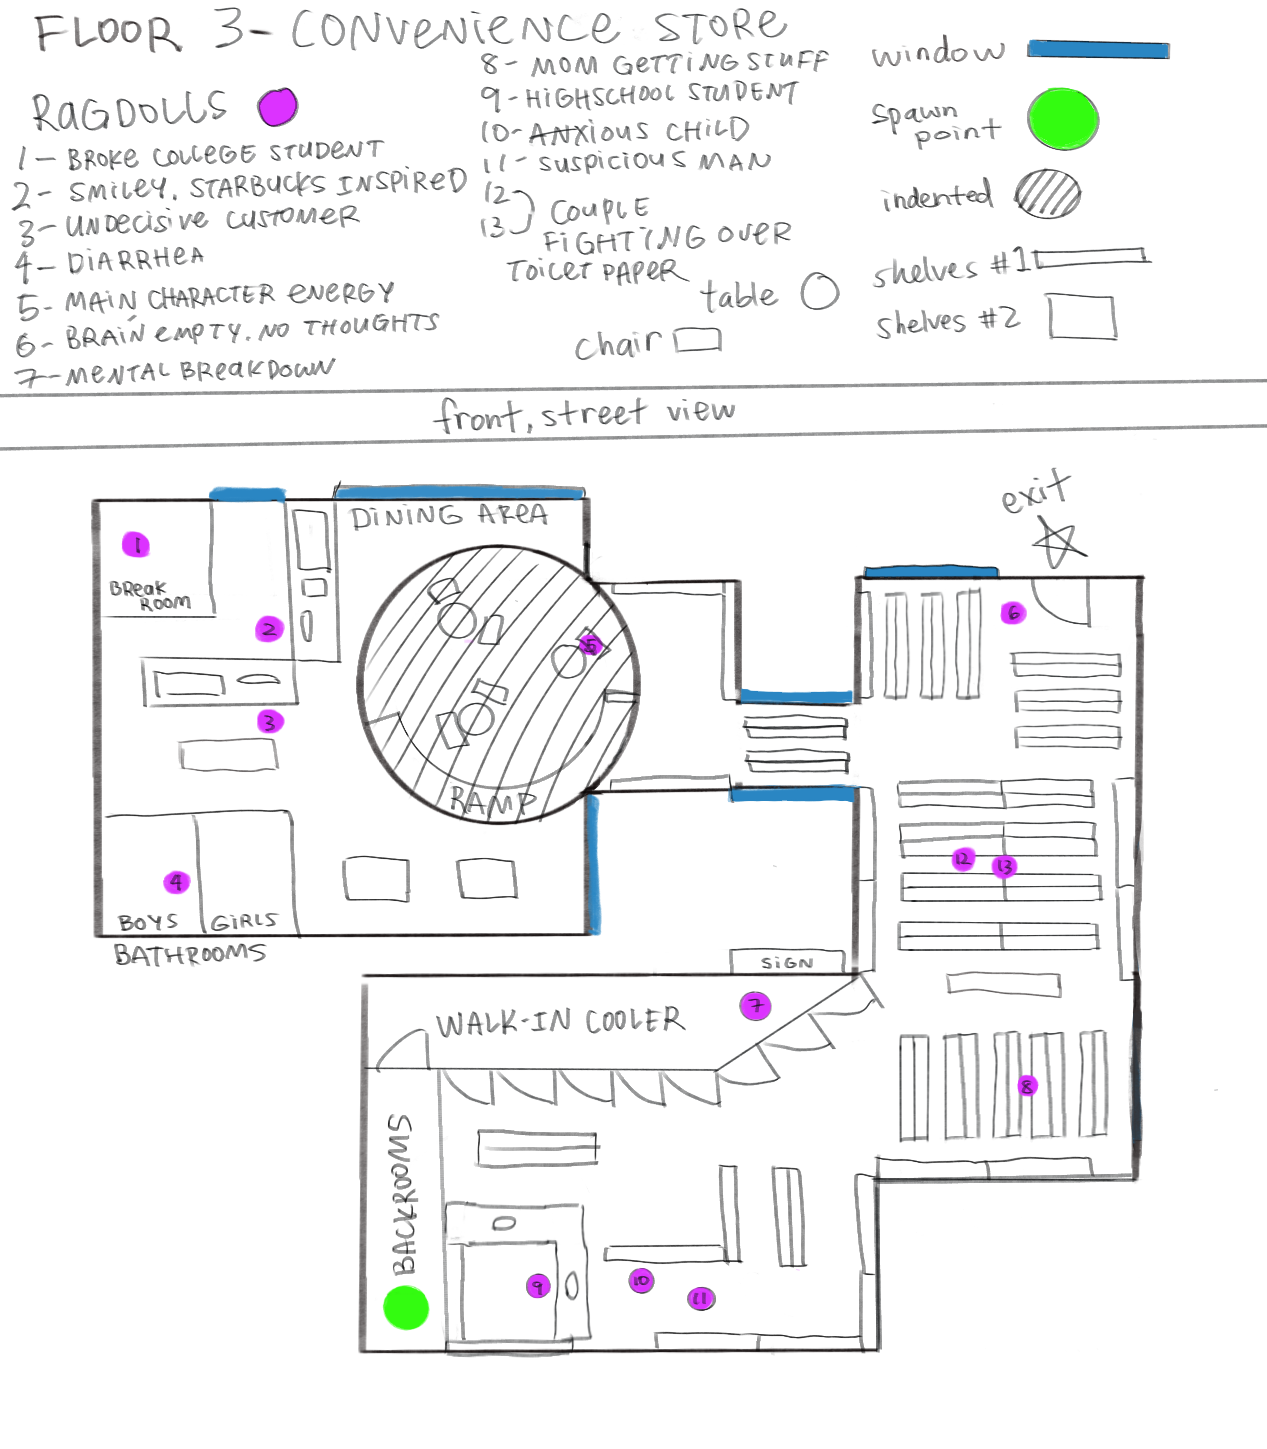 FLOOR 3- CONVENIENCE STORE
RAGDOLLS
1- BROKE COLLEGE STUDENT
2- SMILEY, STARBUCKS INSPIRED
3- UNDECISIVE CUSTOMER
4- DIARRHEA
5- MAIN CHARACTER ENERGY
6- BRAIN EMPTY. NO THOUGHTS
7- MENTAL BREAKDOWN
8- MOM GETTING STUFF
9- HIGHSCHOOL STUDENT
10- ANXIOUS CHILD
11- SUSPICIOUS MAN
12
13
COUPLE
FIGHTING OVER
TOILET PAPER
window
spawn
point
indented
shelves #1
shelves #2
table
chair
front, street view
exit
DINING AREA
1
BREAK
ROOM
2
3
5
RAMP
4
BOYS GIRLS
BATHROOMS
6
12
13
SIGN
7
WALK-IN COOLER
8
BACKROOMS
9
10
11